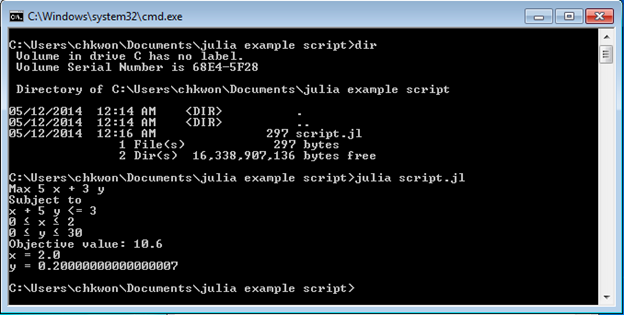 C:\Windows\system32\cmd.exe
C:\Users\chkwon\Documents\julia example script>dir
Volume in drive C has no label.
Volume Serial Number is 68E4-5F28
Directory of C:\Users\chkwon\Documents\julia example script
05/12/2014  12:14 AM    <DIR>          .
05/12/2014  12:14 AM    <DIR>          ..
05/12/2014  12:16 AM               297 script.jl
1 File(s)            297 bytes
2 Dir(s)  16,338,907,136 bytes free
C:\Users\chkwon\Documents\julia example script>julia script.jl
Max 5 x + 3 y
Subject to
x + 5 y <= 3
0 ≤ x ≤ 2
0 ≤ y ≤ 30
Objective value: 10.6
x = 2.0
y = 0.20000000000000007
C:\Users\chkwon\Documents\julia example script>